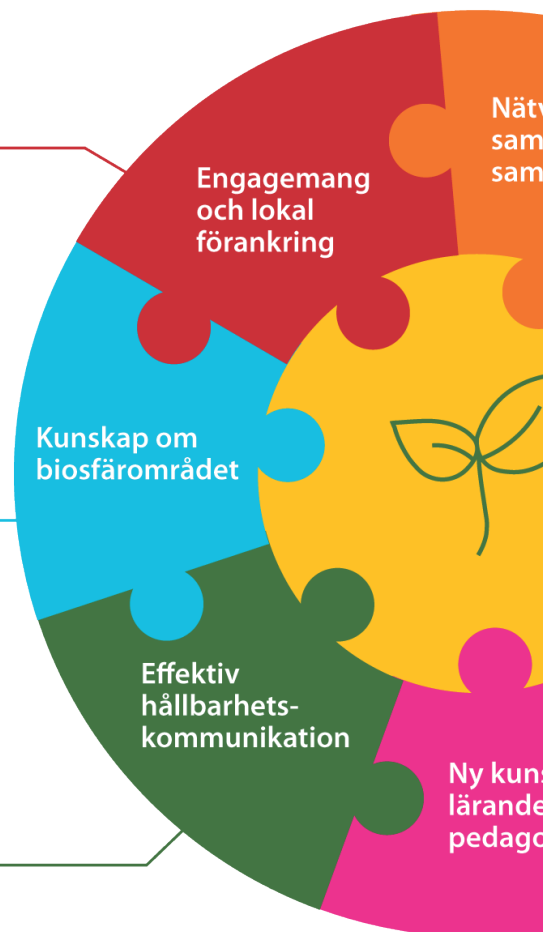 Engagemang
och lokal
förankring
Kunskap om
biosfärområdet
Effektiv
hållbarhets-
kommunikation